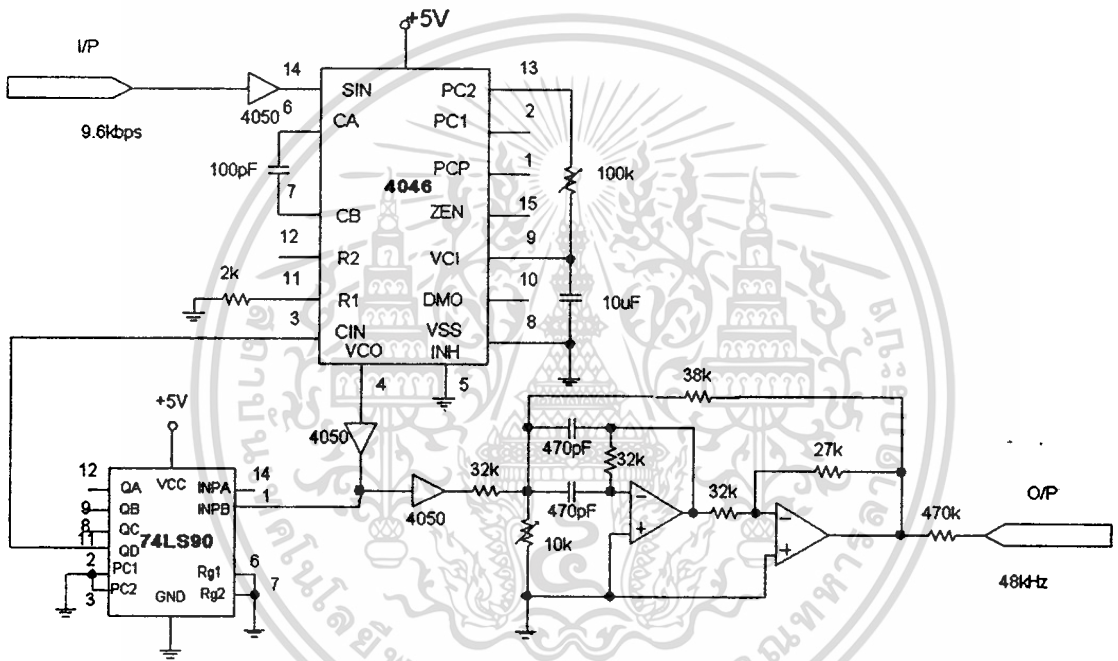 +5V
I/P
14
13
SIN
PC2
6
4050
2
CA
PC1
9.6kbps
1
PCP
100pF
4046
100k
7
15
CB
ZEN
12
9
R2
VCI
2k
11
10
R1
DMO
10uF
3
8
CIN
VSS
VCO
INH
4
5
38k
+5V
4050
12
14
QA
VCC
INPA
470pF
27k
9
1
32k
QB
INPB
32k
32k
O/P
8
QC
4050
470pF
11
QD
74LS90
10k
470k
2
PC1
Rg1
6
3
PC2
Rg2
7
GND
48kHz